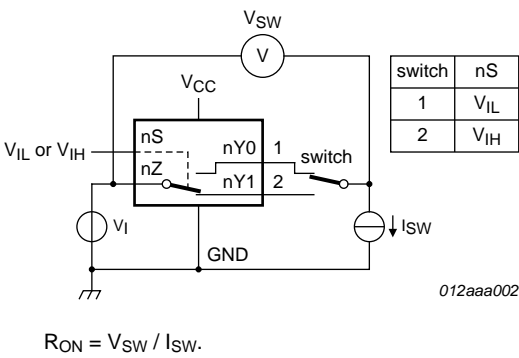 VSW
V
switch nS
1 VIL
2 VIH
VCC
VIL or VIH
nS
nZ
nY0 1
nY1 2
switch
VI
ISW
GND
012aaa002
RON = VSW / ISW.